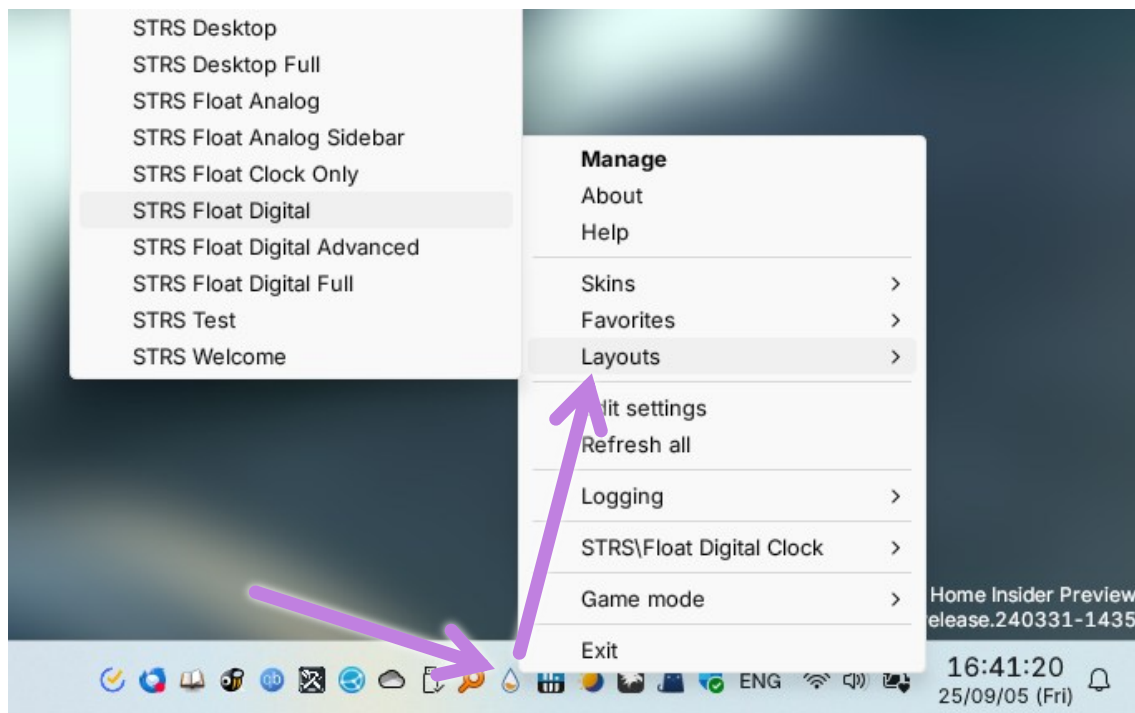 STRS Desktop
STRS Desktop Full
STRS Float Analog
STRS Float Analog Sidebar
STRS Float Clock Only
STRS Float Digital
STRS Float Digital Advanced
STRS Float Digital Full
STRS Test
STRS Welcome
Manage
About
Help
Skins
Favorites
Layouts
dit settings
Refresh all
Logging
STRS\Float Digital Clock
Game mode
Exit
Home Insider Preview
elease.240331-1435
qb
ENG
16:41:20
25/09/05 (Fri)